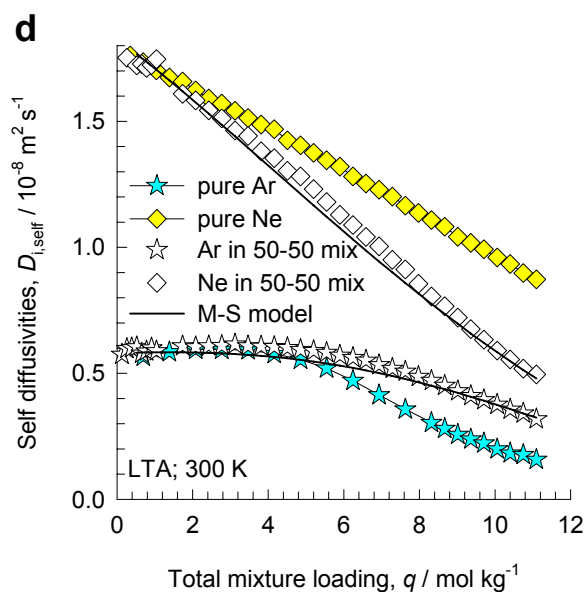 d
Self diffusivities, D i,self / 10-8 m2 s-1
1.5
1.0
0.5
0.0
pure Ar
pure Ne
Ar in 50-50 mix
Ne in 50-50 mix
M-S model
LTA; 300 K
0 2 4 6 8 10 12
Total mixture loading, q / mol kg-1